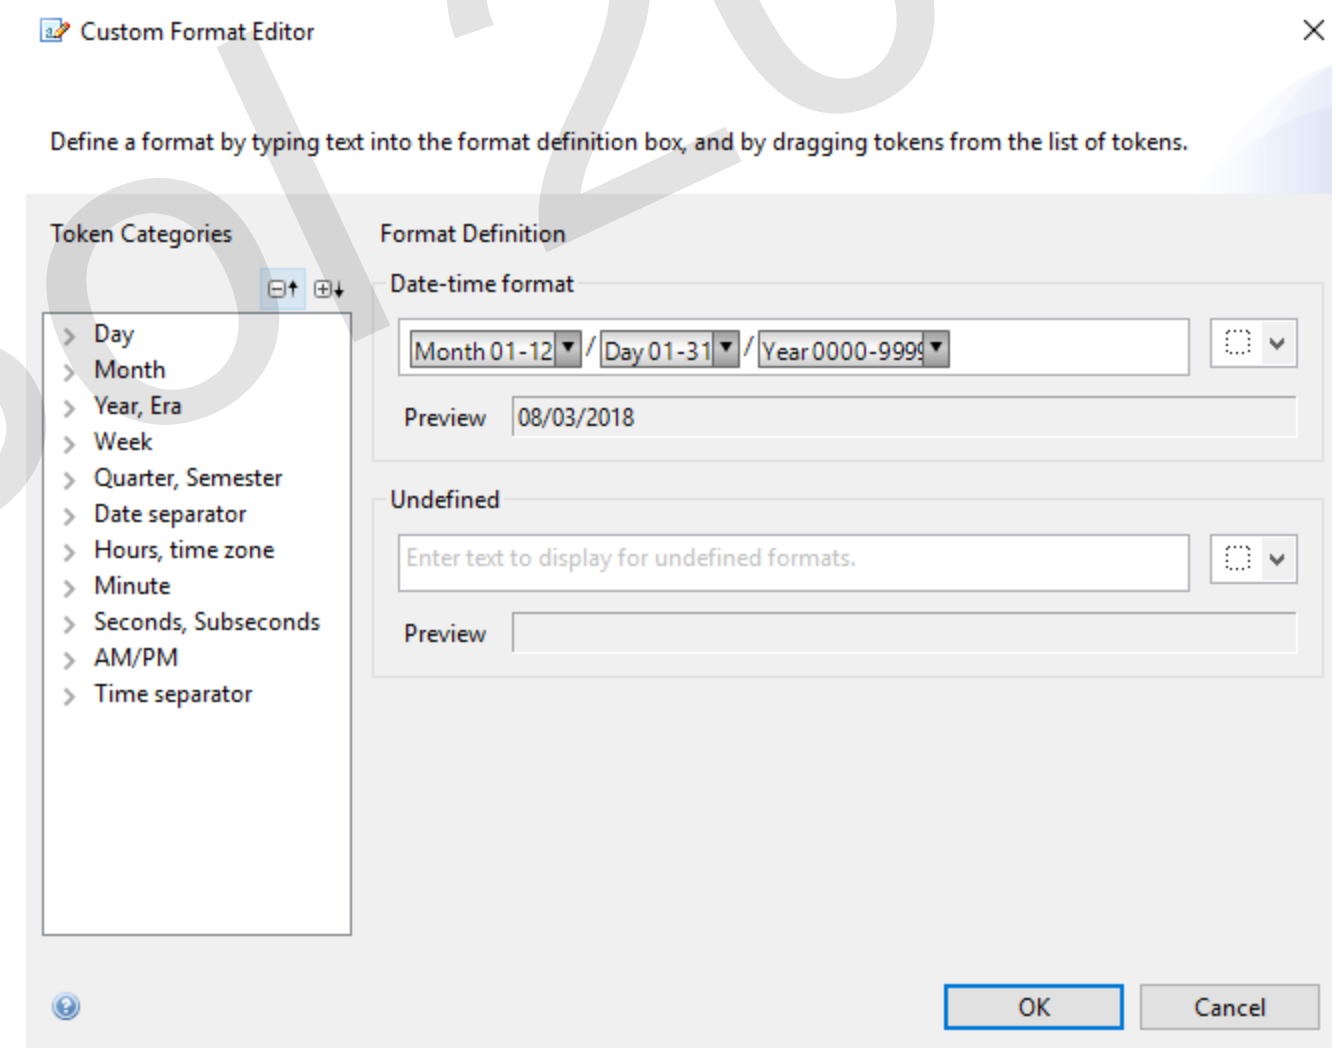 Custom Format Editor
Define a format by typing text into the format definition box, and by dragging tokens from the list of tokens.
Token Categories
Day
Month
Year, Era
Week
Quarter, Semester
Date separator
Hours, time zone
Minute
Seconds, Subseconds
AM/PM
Time separator
Format Definition
Date-time format
Month 01-12 / Day 01-31 / Year 0000-9999
Preview 08/03/2018
Undefined
Enter text to display for undefined formats.
Preview
OK Cancel